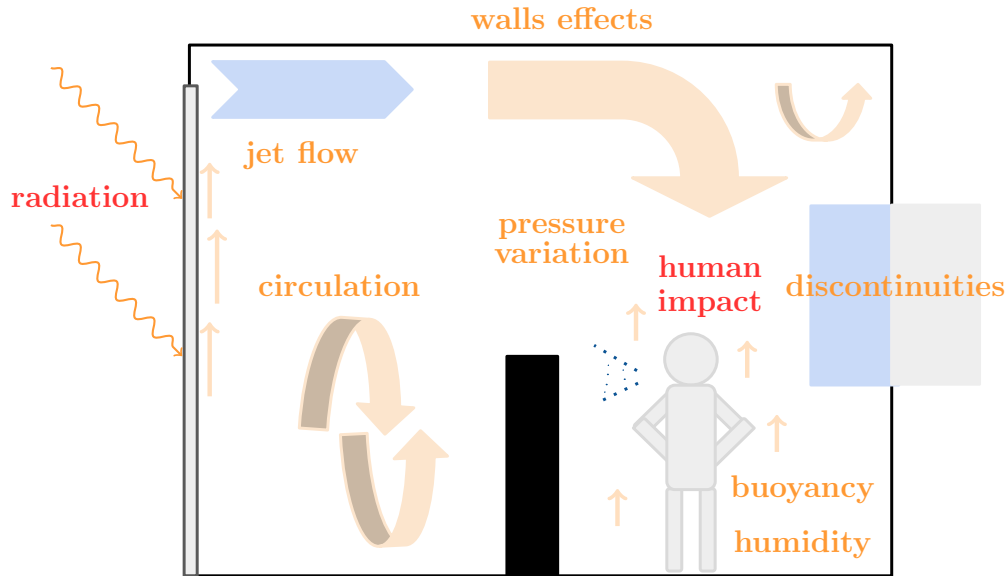 walls effects
jet flow
radiation
pressure
variation
human
impact
circulation
discontinuities
buoyancy
humidity